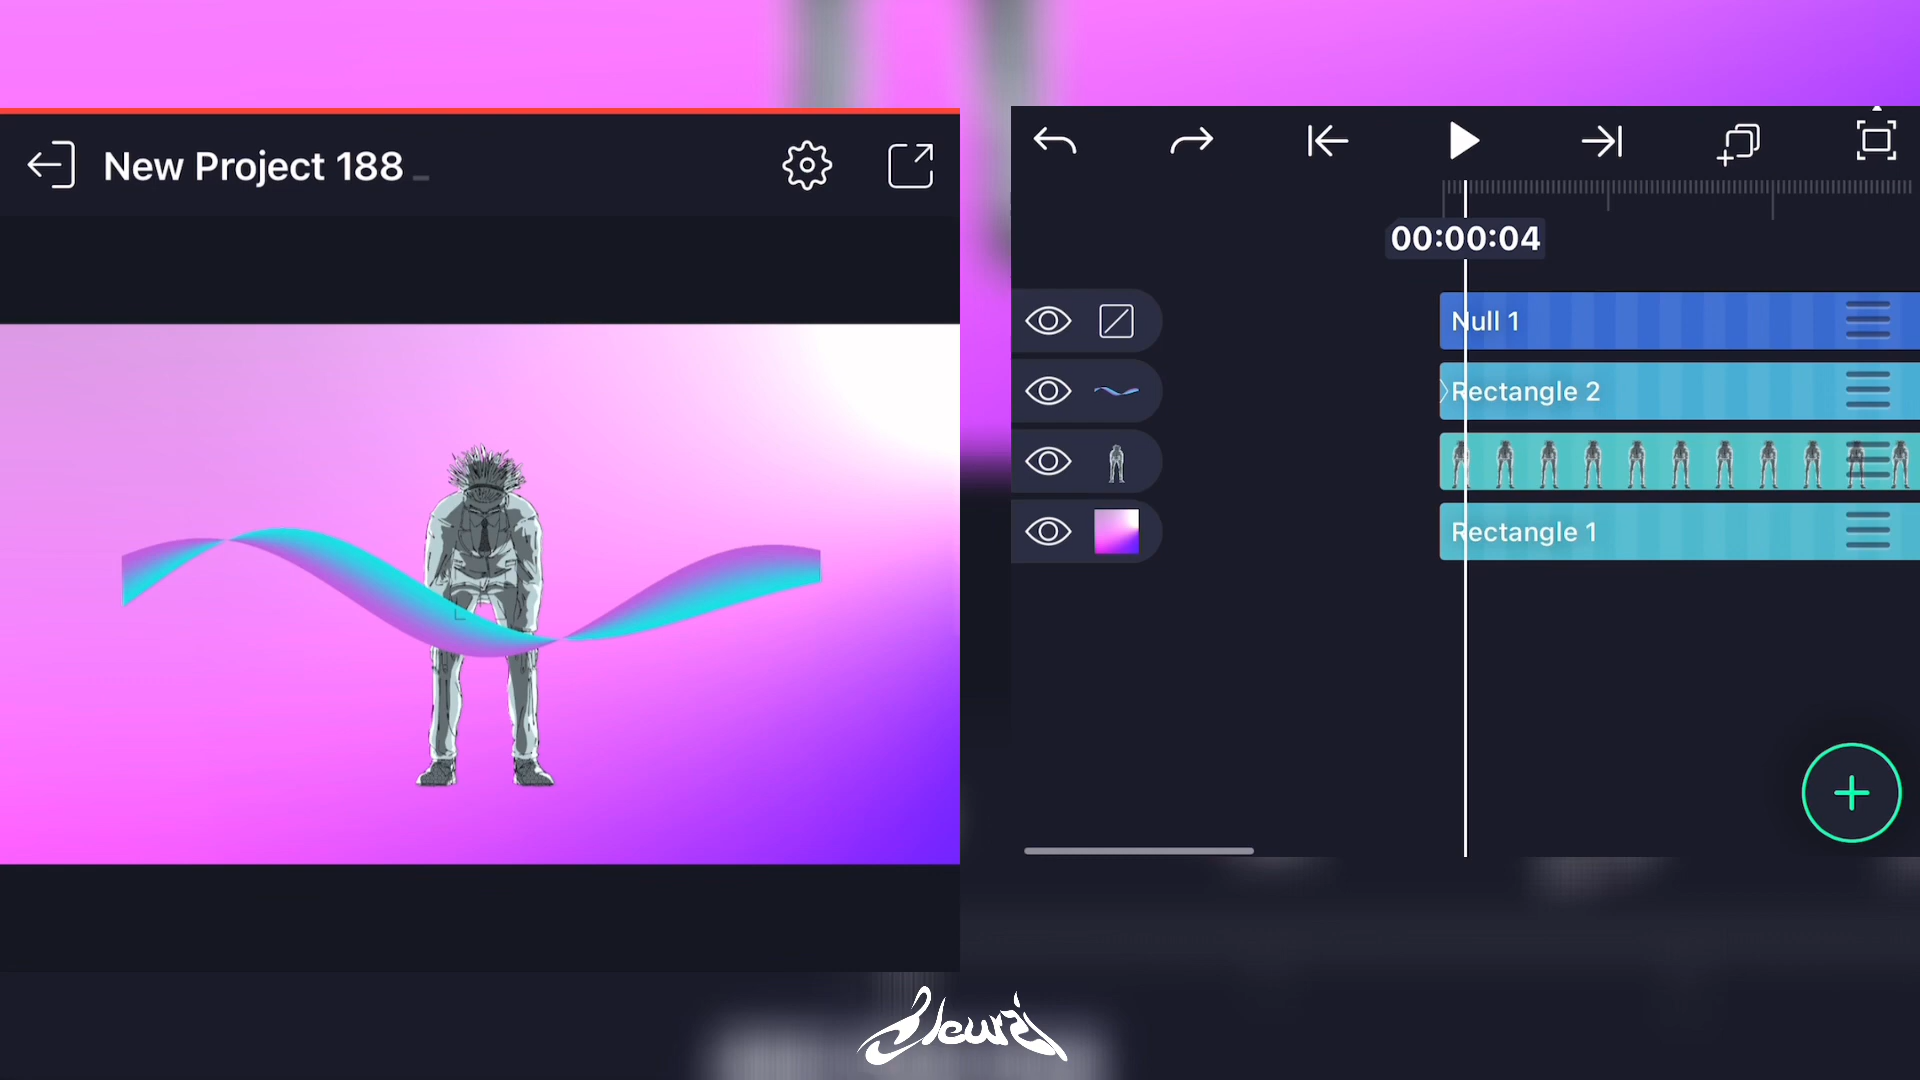 New Project 188
00:00:04
Null 1
Rectangle 2
Rectangle 1